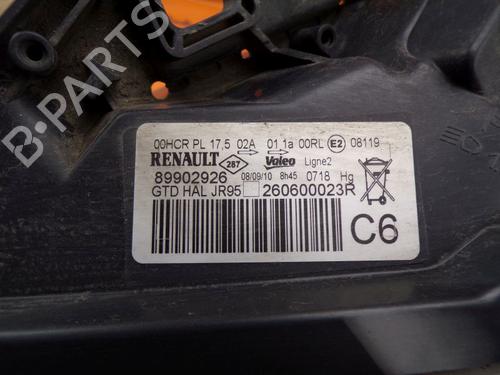 00HCR PL 17,5 02A 01 1a 00RL E2 08119
RENAULT 287 Valeo Ligne2
89902926 08/09/10 8h45 0718 Hg
GTD HAL JR95 260600023R
C6
B-PARTS